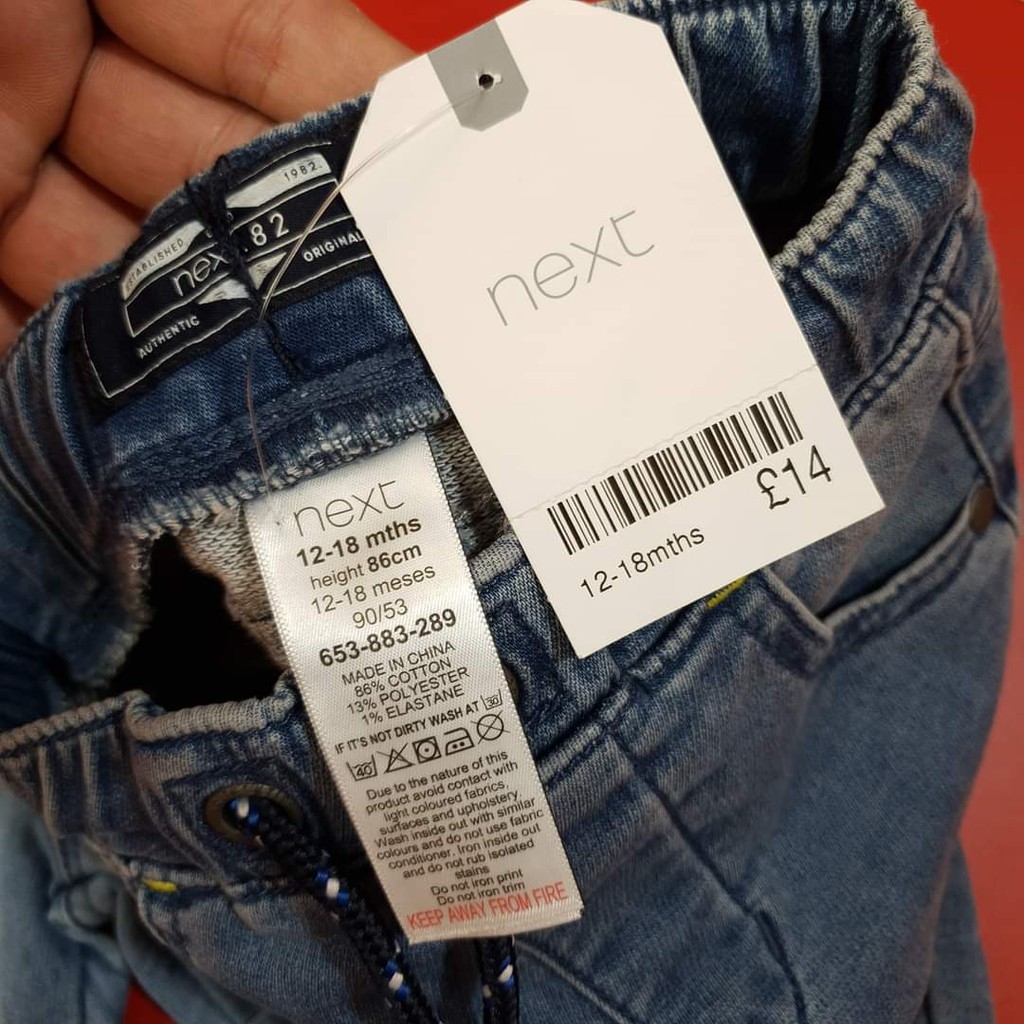 ESTABLISHED
1982.
nex
82
AUTHENTIC
ORIGINAL
next
£14
12-18mths
next
12-18 mths
height 86cm
12-18 meses
90/53
653-883-289
MADE IN CHINA
86% COTTON
13% POLYESTER
1% ELASTANE
IF IT'S NOT DIRTY WASH AT 30
40
Due to the nature of this
product avoid contact with
light coloured fabrics,
surfaces and upholstery.
Wash inside out with similar
colours and do not use fabric
conditioner. Iron inside out
and do not rub isolated
stains
Do not iron print
Do not iron trim
KEEP AWAY FROM FIRE